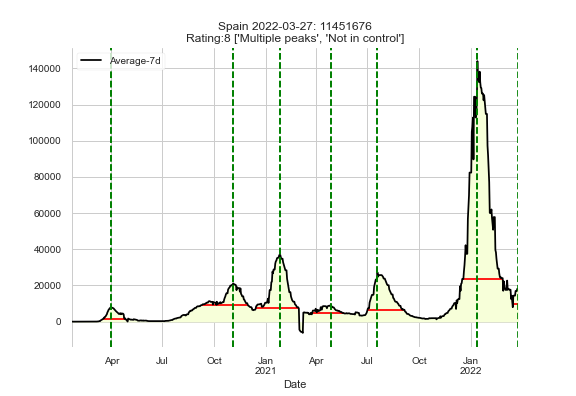 Spain 2022-03-27: 11451676
Rating:8 ['Multiple peaks', 'Not in control']
Average-7d
140000
120000
100000
80000
60000
40000
20000
0
Apr Jul Oct Jan Apr Jul Oct Jan
2021 2022
Date